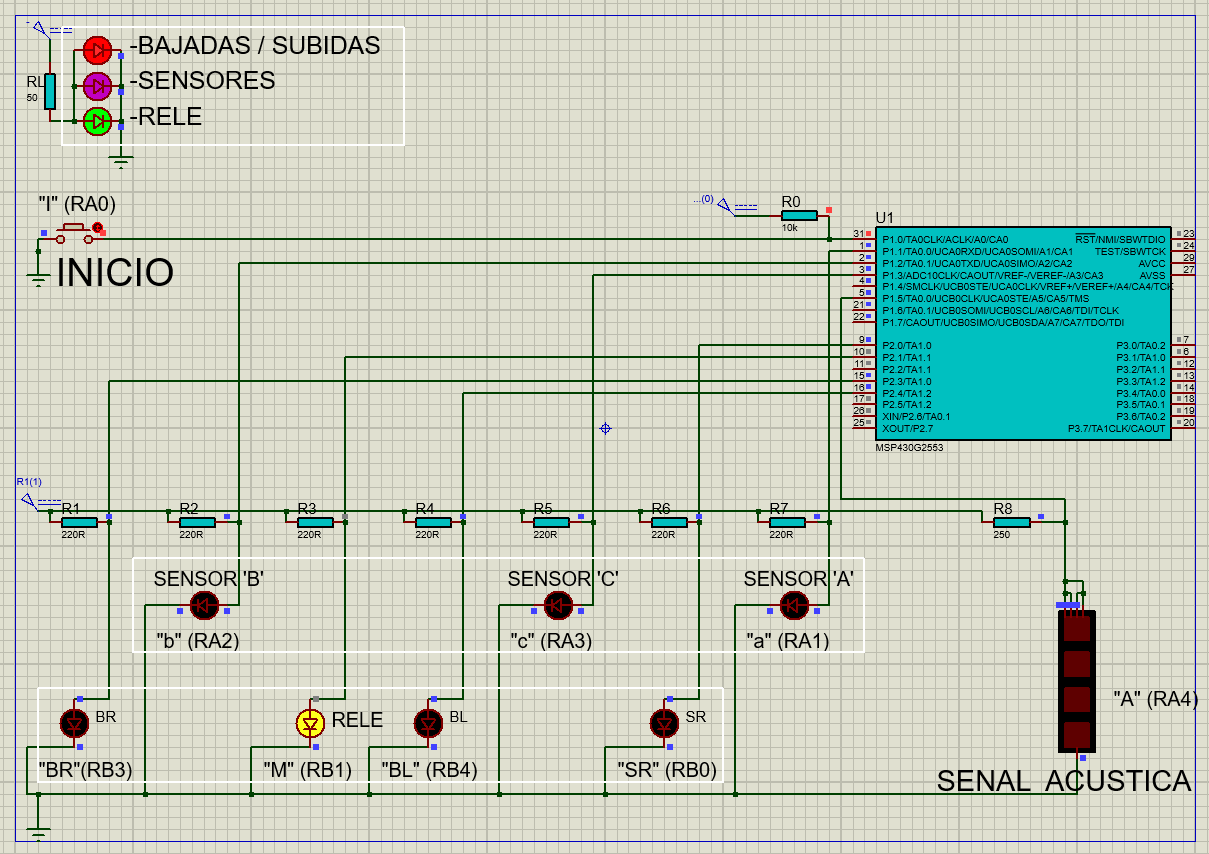 -BAJADAS / SUBIDAS
RL
-SENSORES
50
-RELE
"I" (RA0)
INICIO
...(0)
R0
10k
U1
31 P1.0/TA0CLK/ACLK/A0/CA0
1 P1.1/TA0.0/UCA0RXD/UCA0SOMI/A1/CA1
2 P1.2/TA0.1/UCA0TXD/UCA0SIMO/A2/CA2
3 P1.3/ADC10CLK/CAOUT/VREF-/VEREF-/A3/CA3
4 P1.4/SMCLK/UCB0STE/UCA0CLK/VREF+/VEREF+/A4/CA4/TCK
5 P1.5/TA0.0/UCB0CLK/UCA0STE/A5/CA5/TMS
21 P1.6/TA0.1/UCB0SOMI/UCB0SCL/A6/CA6/TDI/TCLK
22 P1.7/CAOUT/UCB0SIMO/UCB0SDA/A7/CA7/TDO/TDI
9 P2.0/TA1.0
10 P2.1/TA1.1
11 P2.2/TA1.1
15 P2.3/TA1.0
16 P2.4/TA1.2
17 P2.5/TA1.2
26 XIN/P2.6/TA0.1
25 XOUT/P2.7
RST/NMI/SBWTDIO 23
TEST/SBWTCK 24
AVCC 29
AVSS 27
P3.0/TA0.2 7
P3.1/TA1.0 6
P3.2/TA1.1 12
P3.3/TA1.2 13
P3.4/TA0.0 14
P3.5/TA0.1 18
P3.6/TA0.2 19
P3.7/TA1CLK/CAOUT 20
MSP430G2553
R1(1)
R1
220R
R2
220R
R3
220R
R4
220R
R5
220R
R6
220R
R7
220R
R8
250
SENSOR 'B'
"b" (RA2)
SENSOR 'C'
"c" (RA3)
SENSOR 'A'
"a" (RA1)
BR
"BR"(RB3)
RELE
"M" (RB1)
BL
"BL" (RB4)
SR
"SR" (RB0)
"A" (RA4)
SENAL ACUSTICA